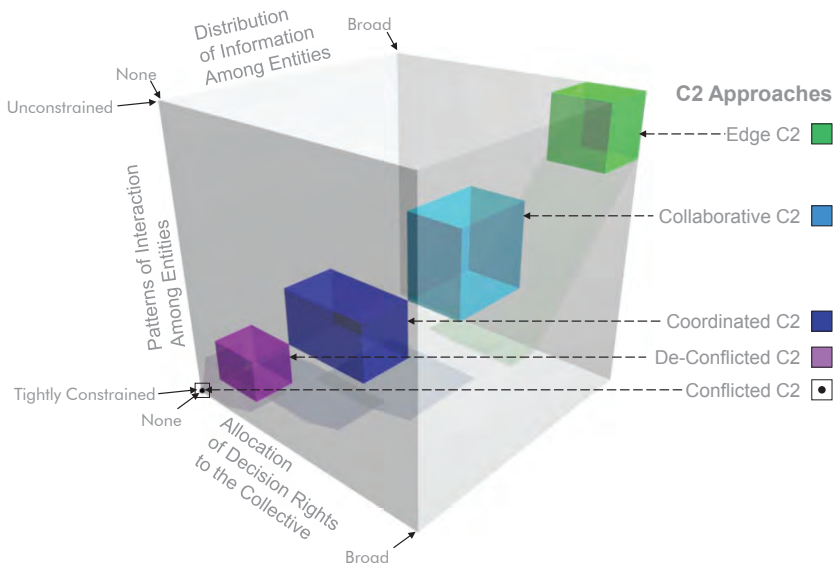 Distribution
of Information
Among Entities
Broad
None
Unconstrained
C2 Approaches
Edge C2
Collaborative C2
Patterns of Interaction
Among Entities
Coordinated C2
De-Conflicted C2
Tightly Constrained
Conflicted C2
None
Allocation
of Decision Rights
to the Collective
Broad